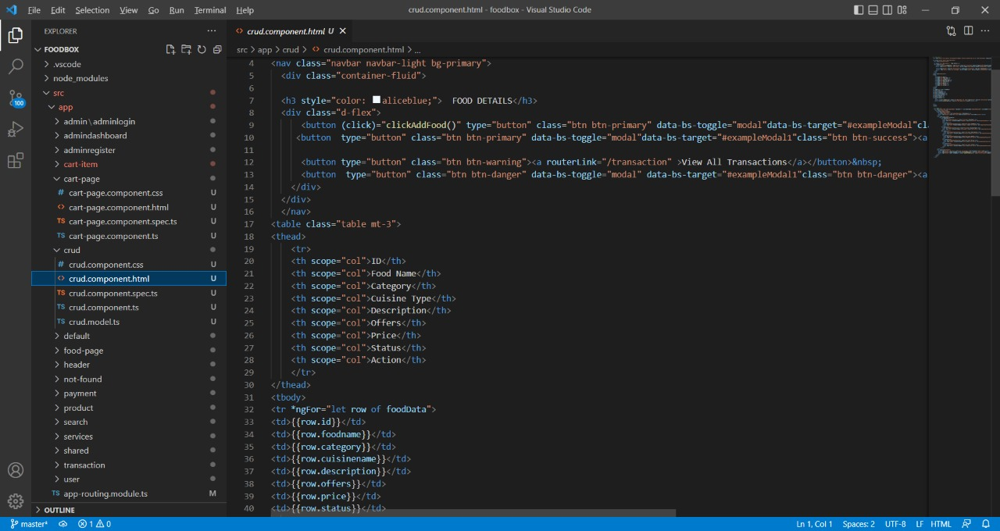 File Edit Selection View Go Run Terminal Help
crud.component.html - foodbox - Visual Studio Code
EXPLORER
FOODBOX
.vscode
node_modules
src
app
admin \ adminlogin
admindashboard
adminregister
cart-item
cart-page
# cart-page.component.css U
<> cart-page.component.html U
TS cart-page.component.spec.ts U
TS cart-page.component.ts U
crud
# crud.component.css U
<> crud.component.html U
TS crud.component.spec.ts U
TS crud.component.ts U
TS crud.model.ts U
default
food-page
header
not-found
payment
product
search
services
shared
transaction
user
TS app-routing.module.ts M
OUTLINE
100
<> crud.component.html U
src > app > crud > <> crud.component.html > ...
4 <nav class="navbar navbar-light bg-primary">
5 <div class="container-fluid">
6
7 <h3 style="color: aliceblue;"> FOOD DETAILS</h3>
8 <div class="d-flex">
9 <button (click)="clickAddFood()" type="button" class="btn btn-primary" data-bs-toggle="modal"data-bs-target="#exampleModal"cl
10 <button type="button" class="btn btn-primary" data-bs-toggle="modal"data-bs-target="#exampleModal1"class="btn btn-success"><a
11
12 <button type="button" class="btn btn-warning"><a routerLink="/transaction" >View All Transactions</a></button>&nbsp;
13 <button type="button" class="btn btn-danger" data-bs-toggle="modal" data-bs-target="#exampleModal1"class="btn btn-danger"><a
14 </div>
15 </div>
16 </nav>
17 <table class="table mt-3">
18 <thead>
19 <tr>
20 <th scope="col">ID</th>
21 <th scope="col">Food Name</th>
22 <th scope="col">Category</th>
23 <th scope="col">Cuisine Type</th>
24 <th scope="col">Description</th>
25 <th scope="col">Offers</th>
26 <th scope="col">Price</th>
27 <th scope="col">Status</th>
28 <th scope="col">Action</th>
29 </tr>
30 </thead>
31 <tbody>
32 <tr *ngFor="let row of foodData">
33 <td>{{row.id}}</td>
34 <td>{{row.foodname}}</td>
35 <td>{{row.category}}</td>
36 <td>{{row.cuisinename}}</td>
37 <td>{{row.description}}</td>
38 <td>{{row.offers}}</td>
39 <td>{{row.price}}</td>
40 <td>{{row.status}}</td>
master* 1 0 Ln 1, Col 1 Spaces: 2 UTF-8 LF HTML